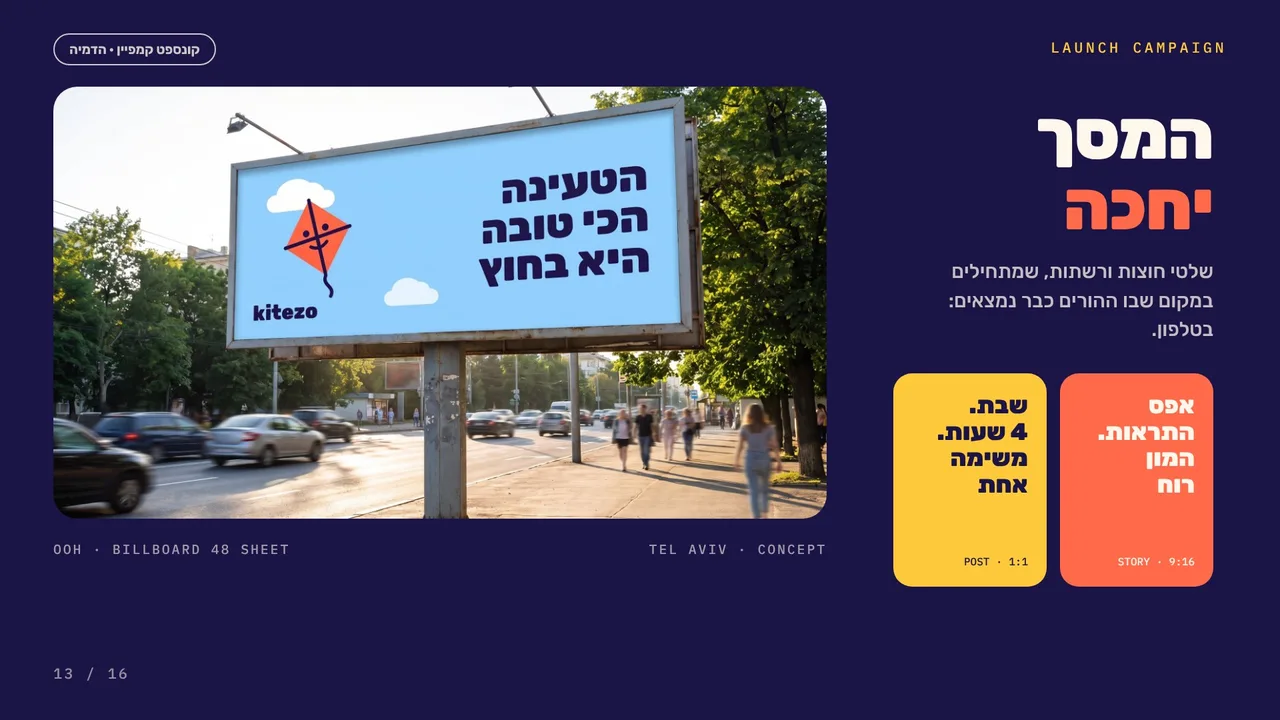 LAUNCH CAMPAIGN
קונספט קמפיין • הדמיה
המסך
יחכה
שלטי חוצות ורשתות, שמתחילים
במקום שבו ההורים כבר נמצאים:
בטלפון.
אפס
התראות.
המון
רוח
STORY · 9:16
שבת.
4 שעות.
משימה
אחת
POST · 1:1
הטעינה
הכי טובה
היא בחוץ
kitezo
OOH · BILLBOARD 48 SHEET
TEL AVIV · CONCEPT
13 / 16